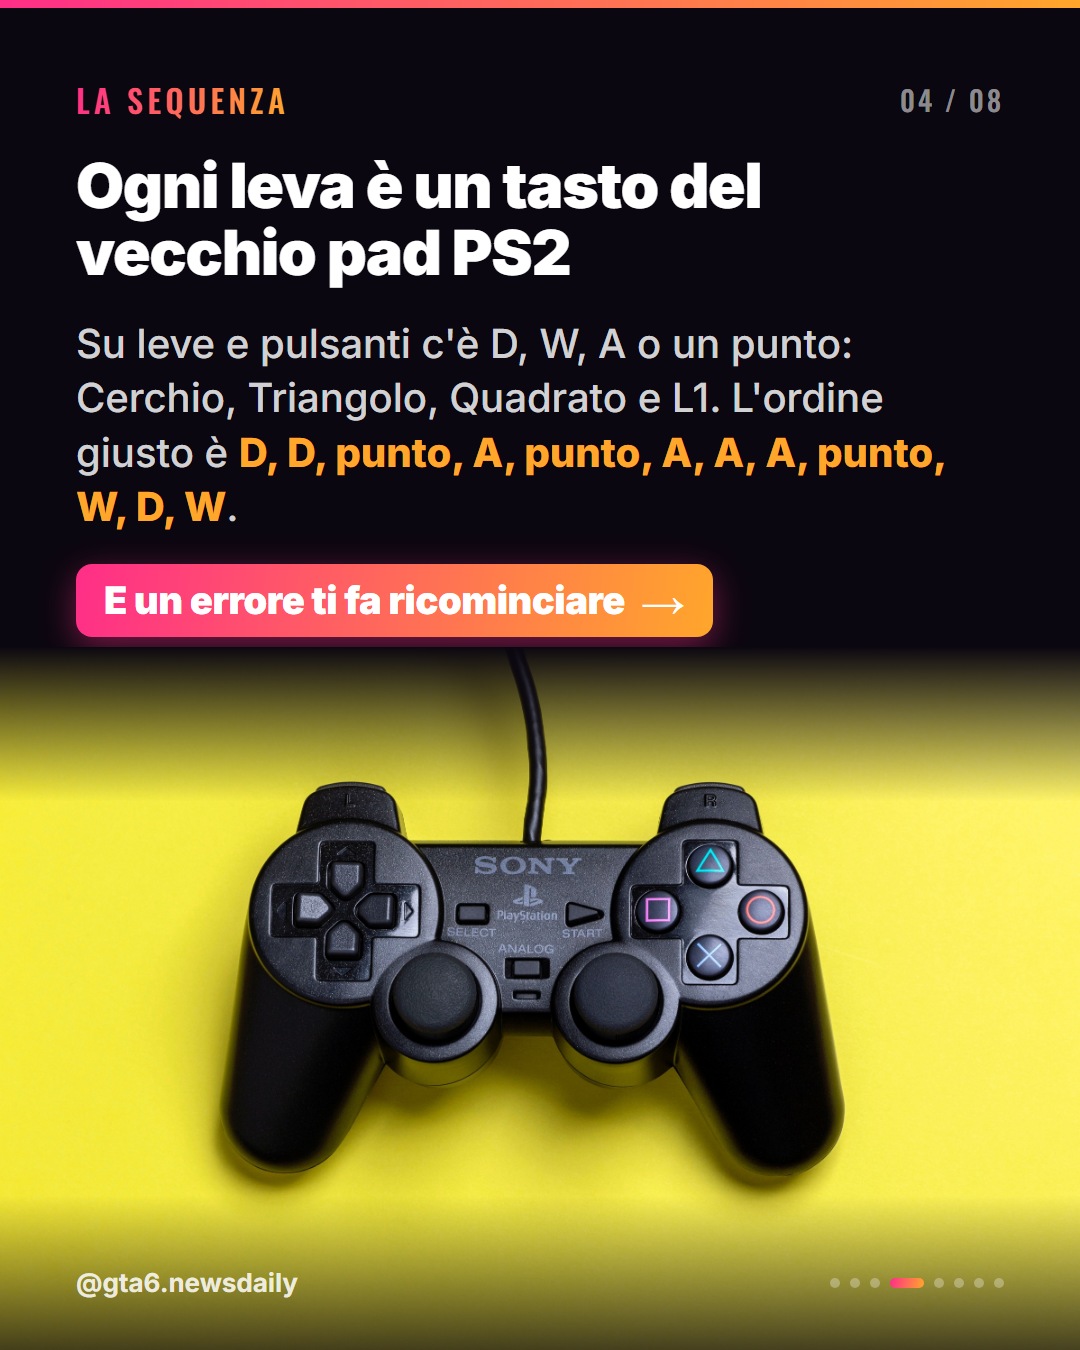 LA SEQUENZA
04 / 08
Ogni leva è un tasto del
vecchio pad PS2
Su leve e pulsanti c'è D, W, A o un punto:
Cerchio, Triangolo, Quadrato e L1. L'ordine
giusto è D, D, punto, A, punto, A, A, A, punto,
W, D, W.
E un errore ti fa ricominciare →
L
R
SONY
PlayStation
SELECT
START
ANALOG
@gta6.newsdaily